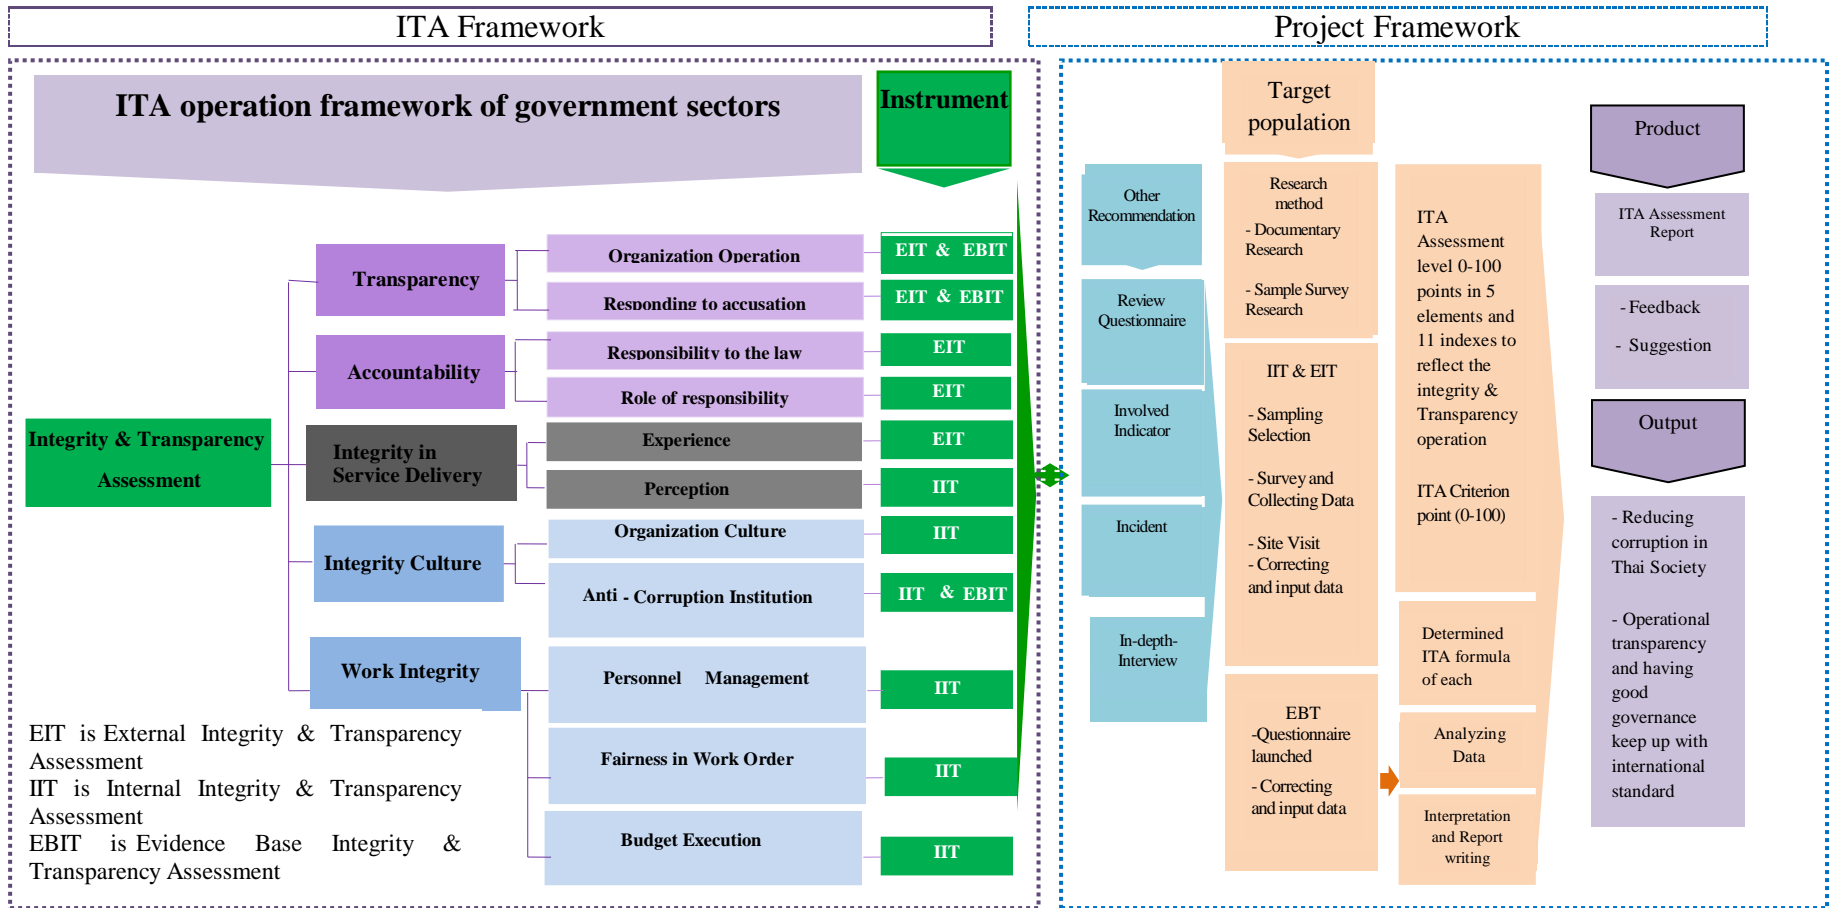 ITA Framework
Project Framework
ITA operation framework of government sectors
Instrument
Integrity & Transparency
Assessment
Transparency
Organization Operation
EIT & EBIT
Responding to accusation
EIT & EBIT
Accountability
Responsibility to the law
EIT
Role of responsibility
EIT
Integrity in
Service Delivery
Experience
EIT
Perception
IIT
Integrity Culture
Organization Culture
IIT
Anti - Corruption Institution
IIT & EBIT
Work Integrity
Personnel Management
IIT
Fairness in Work Order
IIT
Budget Execution
IIT
EIT is External Integrity & Transparency
Assessment
IIT is Internal Integrity & Transparency
Assessment
EBIT is Evidence Base Integrity &
Transparency Assessment
Other
Recommendation
Review
Questionnaire
Involved
Indicator
Incident
In-depth-
Interview
Target
population
Research
method
- Documentary
Research
- Sample Survey
Research
IIT & EIT
- Sampling
Selection
- Survey and
Collecting Data
- Site Visit
- Correcting
and input data
EBT
-Questionnaire
launched
- Correcting
and input data
ITA
Assessment
level 0-100
points in 5
elements and
11 indexes to
reflect the
integrity &
Transparency
operation
ITA Criterion
point (0-100)
Determined
ITA formula
of each
Analyzing
Data
Interpretation
and Report
writing
Product
ITA Assessment
Report
- Feedback
- Suggestion
Output
- Reducing
corruption in
Thai Society
- Operational
transparency
and having
good
governance
keep up with
international
standard